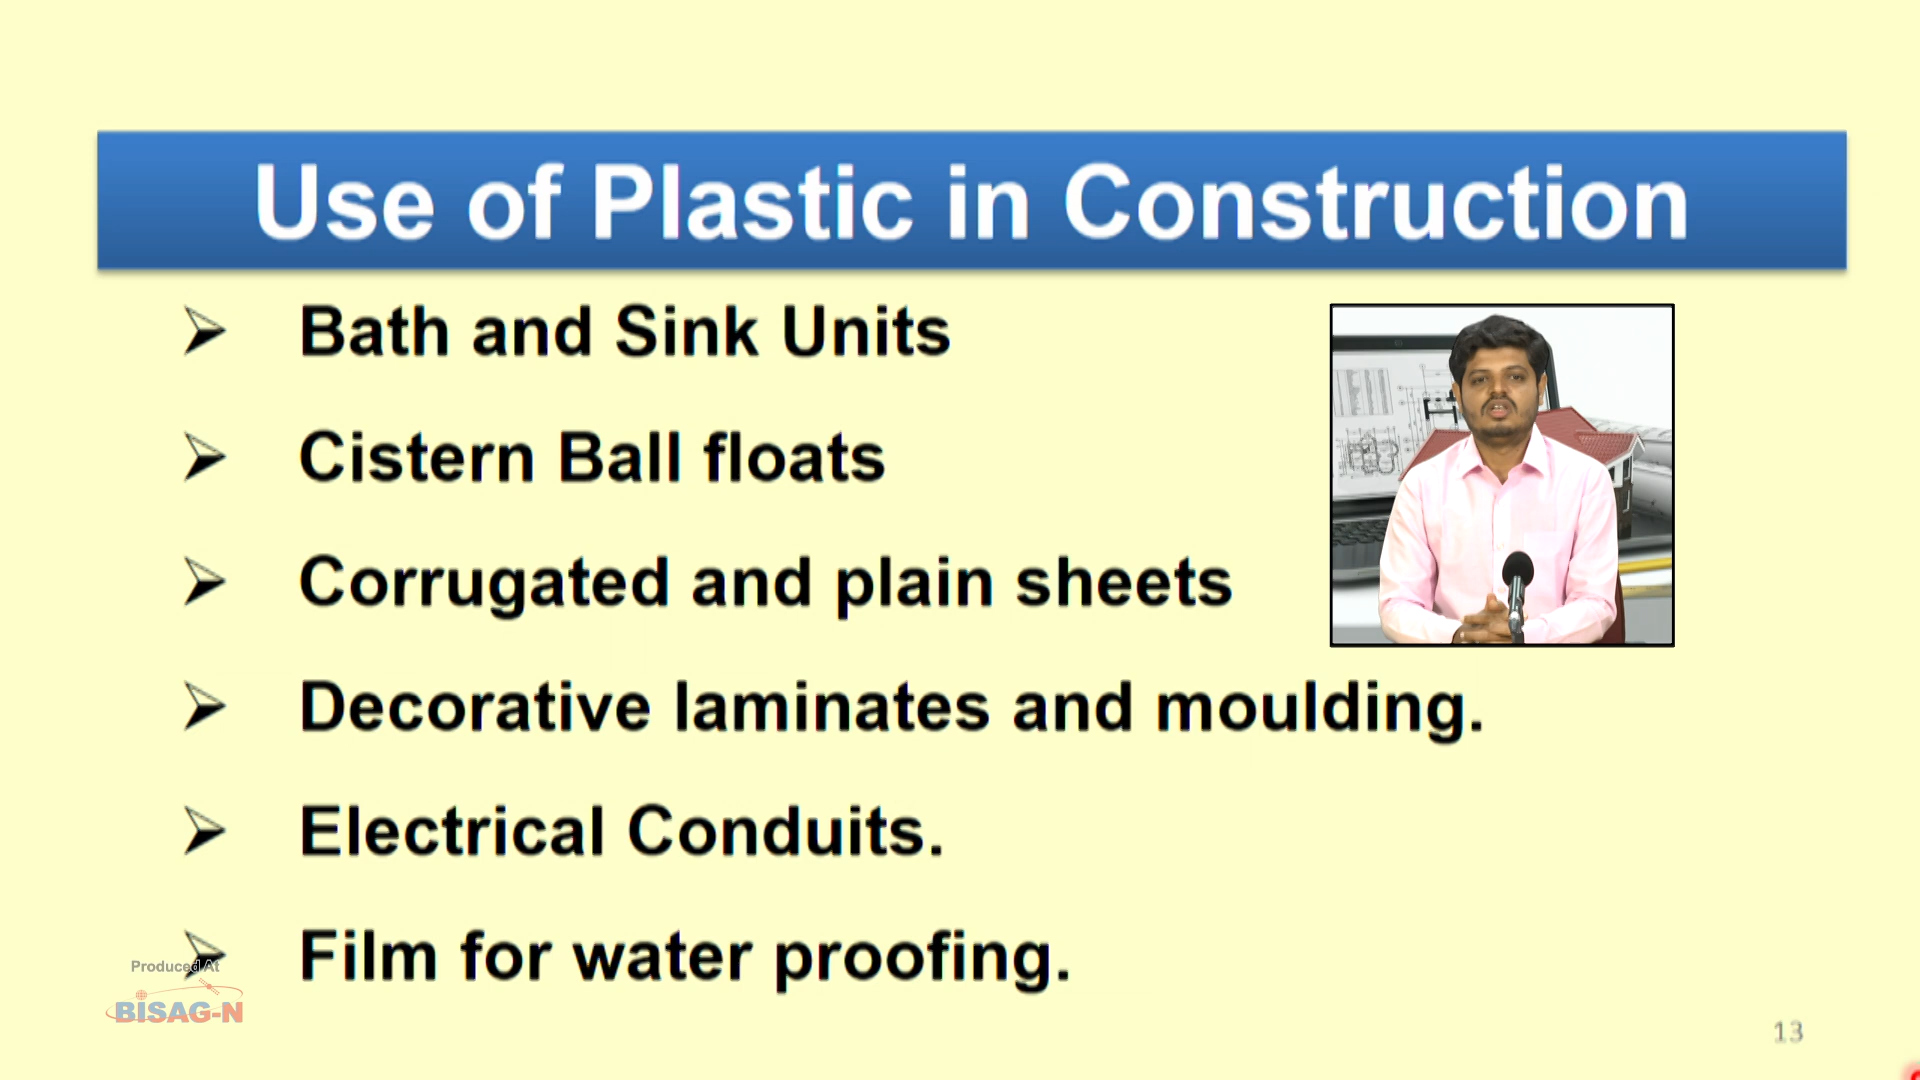 Use of Plastic in Construction
Bath and Sink Units
Cistern Ball floats
Corrugated and plain sheets
Decorative laminates and moulding.
Electrical Conduits.
Film for water proofing.
Produced At
BISAG-N
13